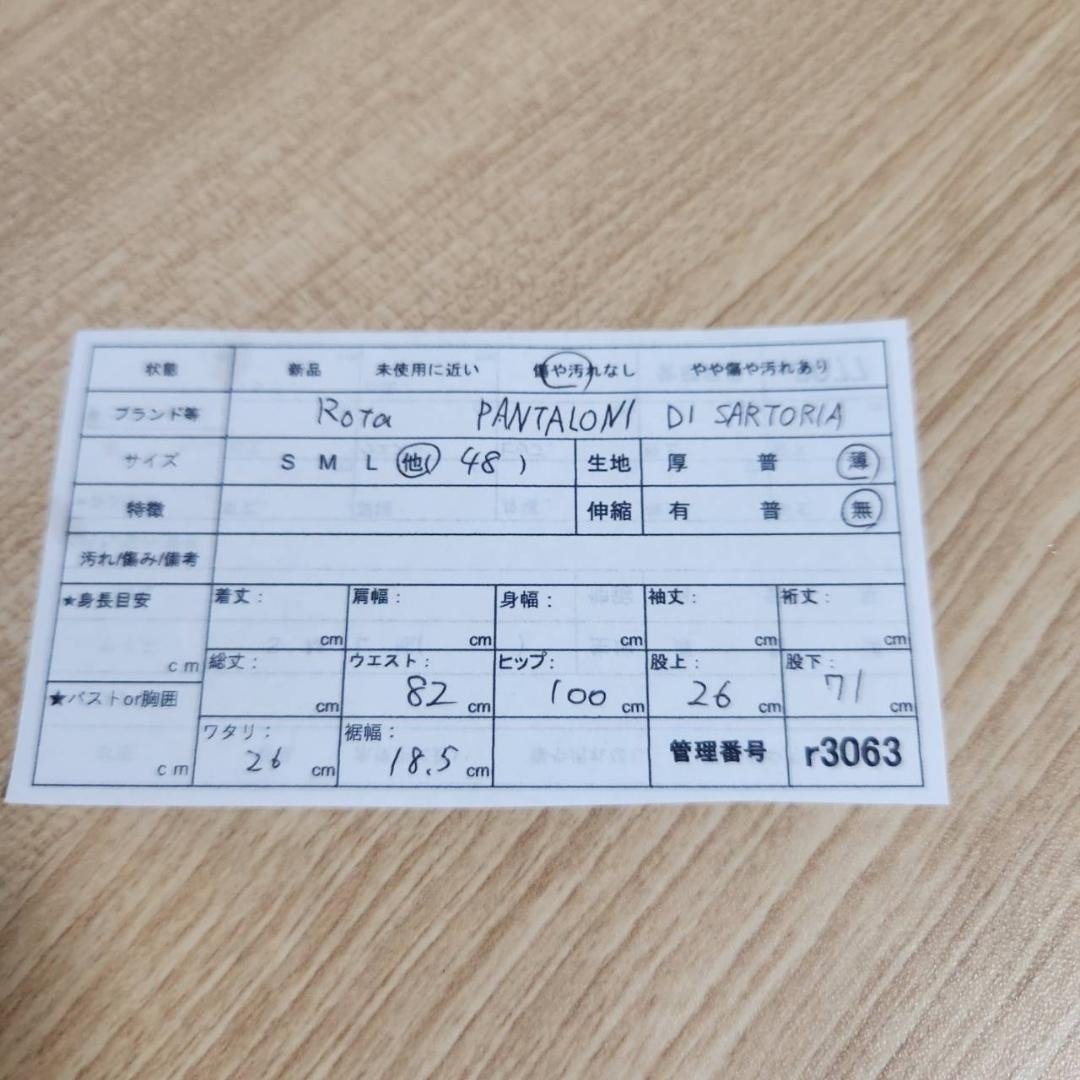 状態 新品 未使用に近い 傷や汚れなし やや傷や汚れあり
ブランド等 Rota PANTALONI DI SARTORIA
サイズ S M L 他( 48 ) 生地 厚 普 薄
特徴 伸縮 有 普 無
汚れ/傷み/備考
★身長目安 cm
着丈: cm 肩幅: cm 身幅: cm 袖丈: cm 裄丈: cm
総丈: cm ウエスト: 82 cm ヒップ: 100 cm 股上: 26 cm 股下: 71 cm
★バストor胸囲 cm
ワタリ: 26 cm 裾幅: 18.5 cm 管理番号 r3063